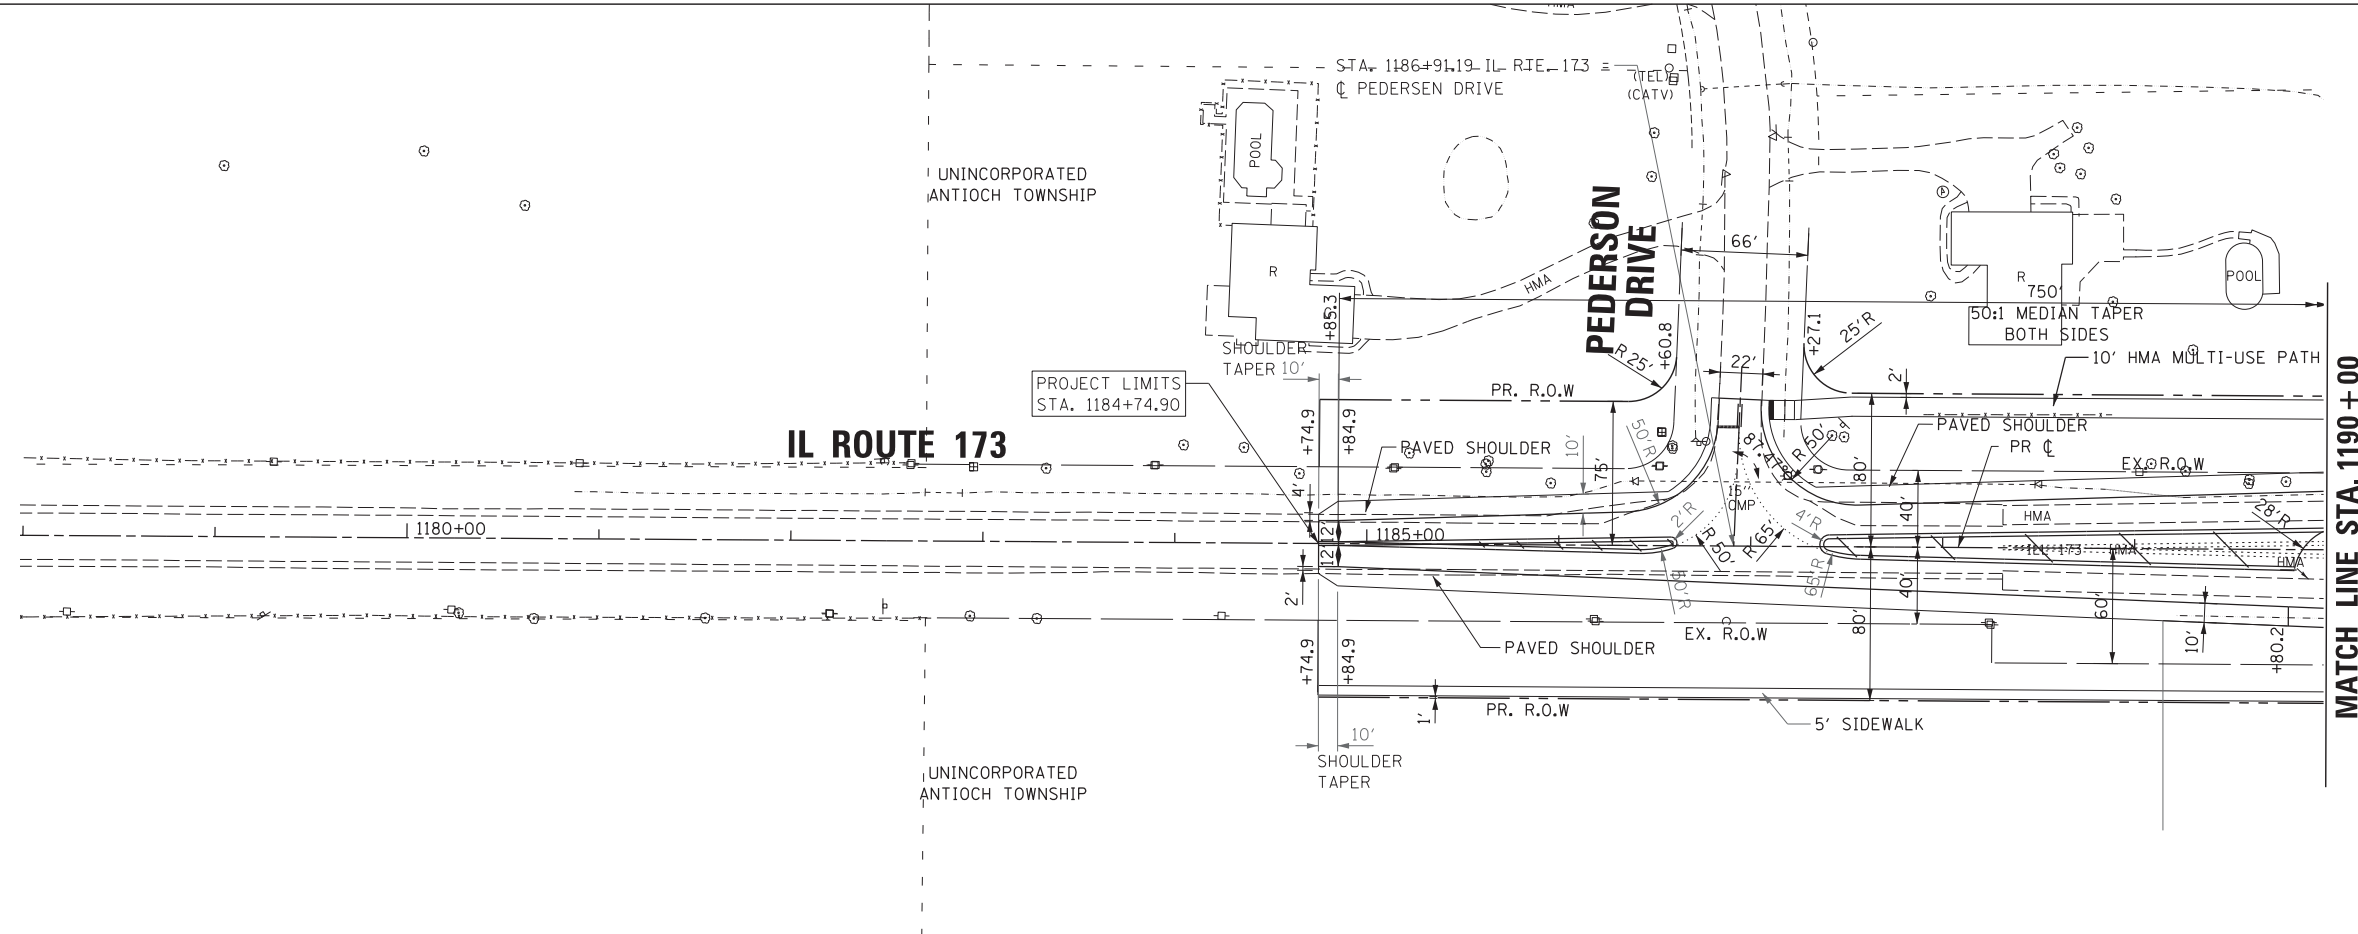 HMA
STA. 1186+91.19 IL RTE. 173 =
℄ PEDERSEN DRIVE
(TEL)
(CATV)
UNINCORPORATED
ANTIOCH TOWNSHIP
POOL
R
HMA
PEDERSON
DRIVE
66'
A
R
POOL
750'
50:1 MEDIAN TAPER
BOTH SIDES
+85.3
+60.8
+27.1
R 25'
25'R
22'
2'
10' HMA MULTI-USE PATH
SHOULDER
TAPER 10'
PROJECT LIMITS
STA. 1184+74.90
PR. R.O.W
IL ROUTE 173
+74.9
+84.9
PAVED SHOULDER
10'
75'
50'R
87.47°
R 50'
80'
PAVED SHOULDER
PR ℄
EX. R.O.W
4'
15"
CMP
40'
HMA
28'R
1180+00
12'
12'
1185+00
2'R
R 50'
R 65'
4'R
IL 173
HMA
HMA
2'
50'R
65'R
40'
80'
60'
10'
+80.2
EX. R.O.W
+74.9
+84.9
PAVED SHOULDER
1'
PR. R.O.W
5' SIDEWALK
10'
SHOULDER
TAPER
UNINCORPORATED
ANTIOCH TOWNSHIP
MATCH LINE STA. 1190+00